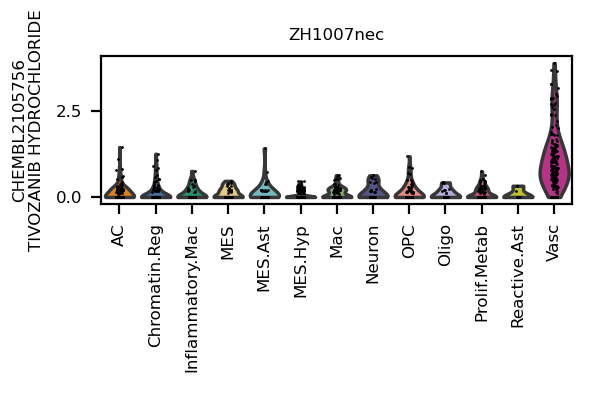 ZH1007nec
CHEMBL2105756
TIVOZANIB HYDROCHLORIDE
2.5
0.0
AC
Chromatin.Reg
Inflammatory.Mac
MES
MES.Ast
MES.Hyp
Mac
Neuron
OPC
Oligo
Prolif.Metab
Reactive.Ast
Vasc